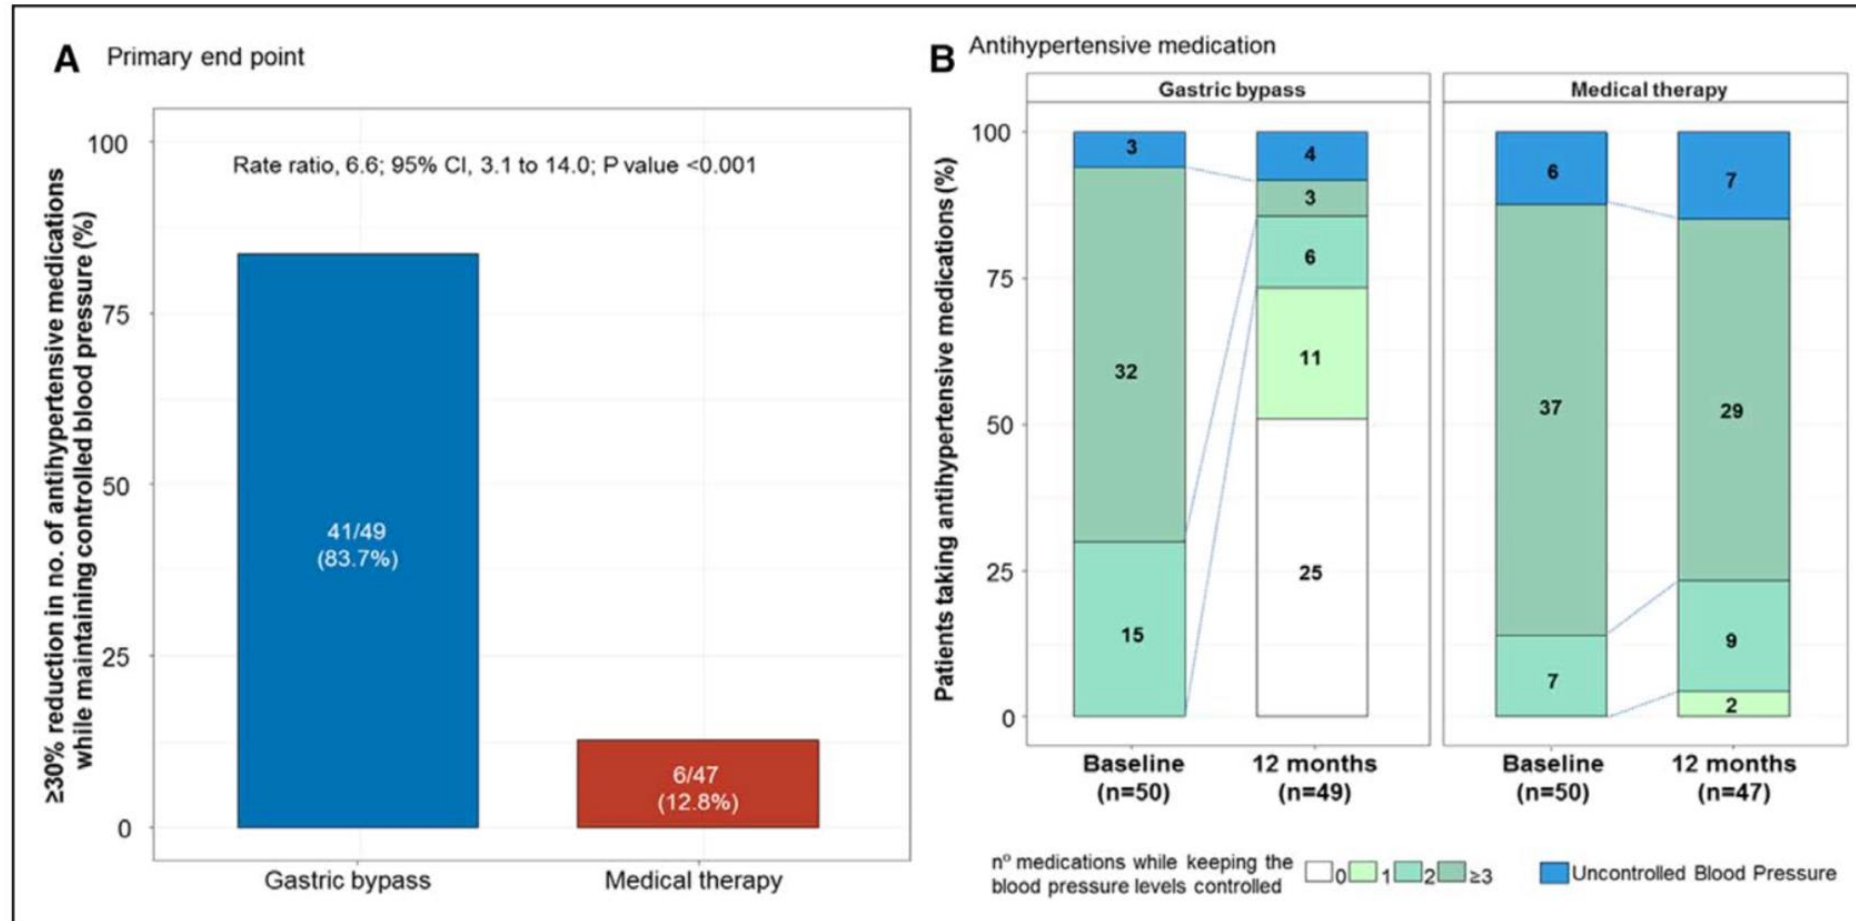 A Primary end point
≥30% reduction in no. of antihypertensive medications
while maintaining controlled blood pressure (%)
100
75
50
25
0
Rate ratio, 6.6; 95% CI, 3.1 to 14.0; P value <0.001
41/49
(83.7%)
6/47
(12.8%)
Gastric bypass
Medical therapy
B Antihypertensive medication
Patients taking antihypertensive medications (%)
100
75
50
25
0
Gastric bypass
3
32
15
4
3
6
11
25
Baseline
(n=50)
12 months
(n=49)
Medical therapy
6
37
7
7
29
9
2
Baseline
(n=50)
12 months
(n=47)
nº medications while keeping the
blood pressure levels controlled
0 1 2 ≥3
Uncontrolled Blood Pressure